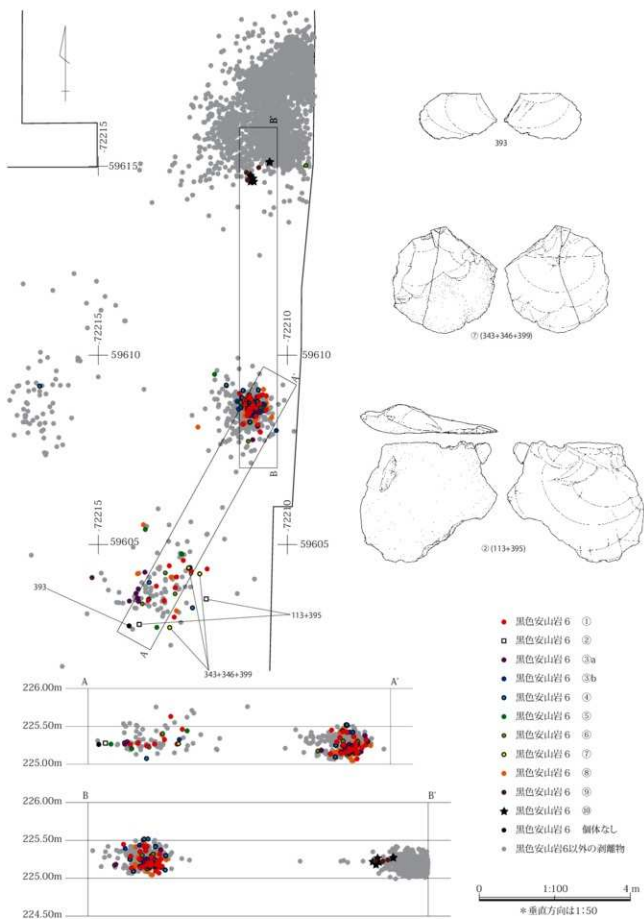 B'
-72215
59615
393
-72215
-72210
59610
59610
A'
⑦ (343+346+399)
B
-72215
-72210
59605
59605
② (113+395)
393
113+395
A
343+346+399
黒色安山岩 6 ①
黒色安山岩 6 ②
黒色安山岩 6 ③a
黒色安山岩 6 ③b
黒色安山岩 6 ④
黒色安山岩 6 ⑤
黒色安山岩 6 ⑥
黒色安山岩 6 ⑦
黒色安山岩 6 ⑧
黒色安山岩 6 ⑨
黒色安山岩 6 ⑩
黒色安山岩 6 個体なし
黒色安山岩6以外の剥離物
A A'
226.00m
225.50m
225.00m
B B'
226.00m
225.50m
225.00m
224.50m
0 1:100 4 m
＊垂直方向は1:50